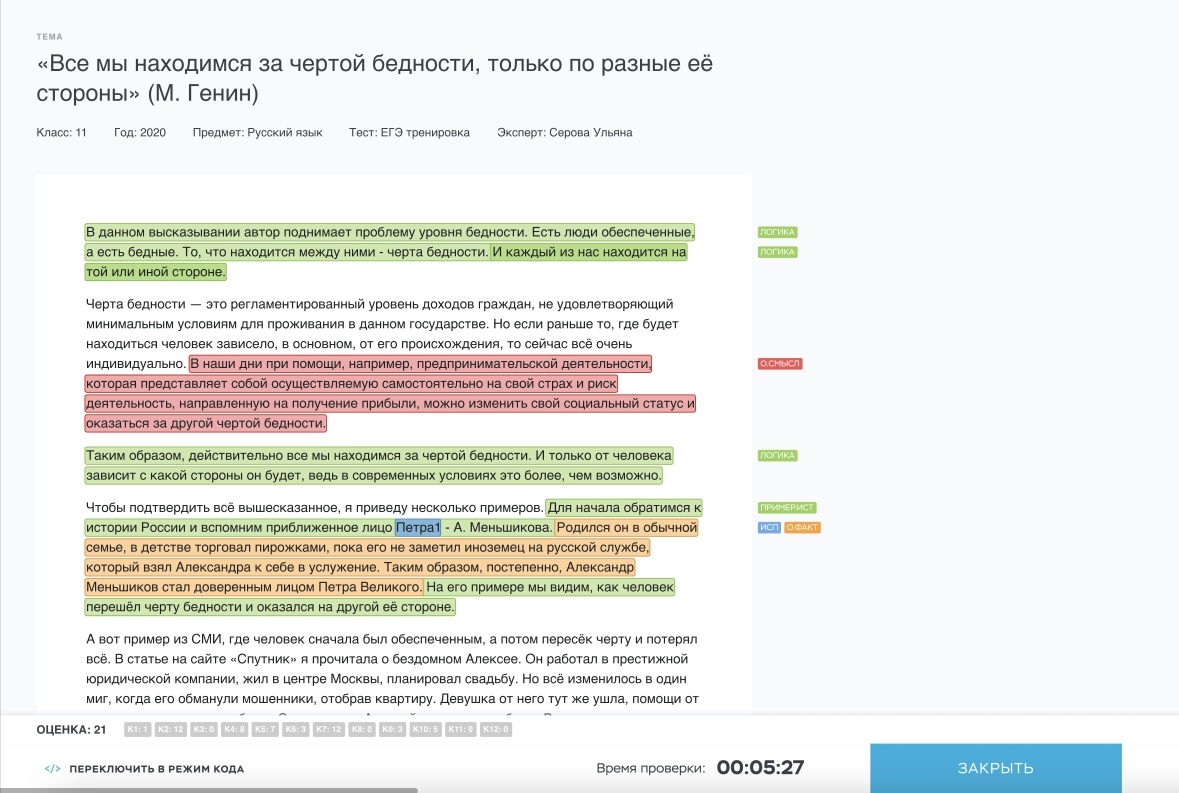 ТЕМА
«Все мы находимся за чертой бедности, только по разные её
стороны» (М. Генин)
Класс: 11 Год: 2020 Предмет: Русский язык Тест: ЕГЭ тренировка Эксперт: Серова Ульяна
В данном высказывании автор поднимает проблему уровня бедности. Есть люди обеспеченные, ЛОГИКА
а есть бедные. То, что находится между ними - черта бедности. И каждый из нас находится на ЛОГИКА
той или иной стороне.
Черта бедности — это регламентированный уровень доходов граждан, не удовлетворяющий
минимальным условиям для проживания в данном государстве. Но если раньше то, где будет
находиться человек зависело, в основном, от его происхождения, то сейчас всё очень
индивидуально. В наши дни при помощи, например, предпринимательской деятельности, О.СМЫСЛ
которая представляет собой осуществляемую самостоятельно на свой страх и риск
деятельность, направленную на получение прибыли, можно изменить свой социальный статус и
оказаться за другой чертой бедности.
Таким образом, действительно все мы находимся за чертой бедности. И только от человека ЛОГИКА
зависит с какой стороны он будет, ведь в современных условиях это более, чем возможно.
Чтобы подтвердить всё вышесказанное, я приведу несколько примеров. Для начала обратимся к ПРИМЕР.ИСТ
истории России и вспомним приближенное лицо Петра1 - А. Меньшикова. Родился он в обычной ИСП О.ФАКТ
семье, в детстве торговал пирожками, пока его не заметил иноземец на русской службе,
который взял Александра к себе в услужение. Таким образом, постепенно, Александр
Меньшиков стал доверенным лицом Петра Великого. На его примере мы видим, как человек
перешёл черту бедности и оказался на другой её стороне.
А вот пример из СМИ, где человек сначала был обеспеченным, а потом пересёк черту и потерял
всё. В статье на сайте «Спутник» я прочитала о бездомном Алексее. Он работал в престижной
юридической компании, жил в центре Москвы, планировал свадьбу. Но всё изменилось в один
миг, когда его обманули мошенники, отобрав квартиру. Девушка от него тут же ушла, помощи от
ОЦЕНКА: 21 К1: 1 К2: 12 К3: 0 К4: 8 К5: 7 К6: 3 К7: 12 К8: 0 К9: 3 К10: 5 К11: 9 К12: 0
</> ПЕРЕКЛЮЧИТЬ В РЕЖИМ КОДА Время проверки: 00:05:27 ЗАКРЫТЬ